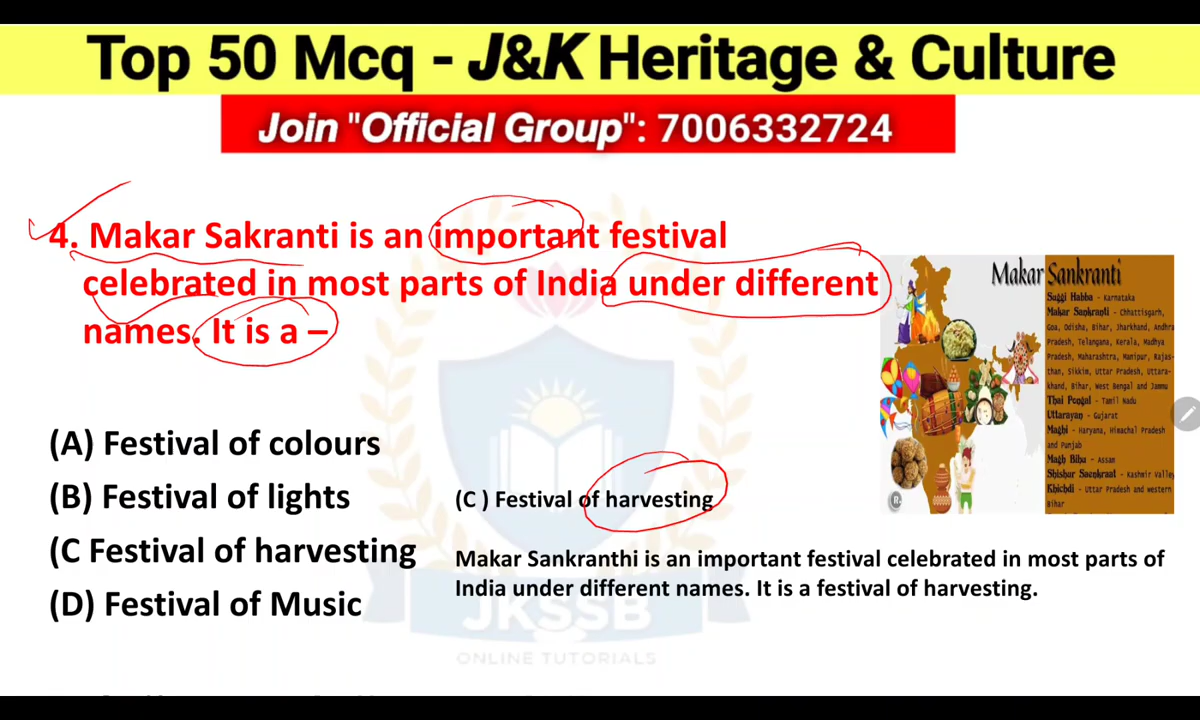 Top 50 Mcq - J&K Heritage & Culture
Join "Official Group": 7006332724
4. Makar Sakranti is an important festival
celebrated in most parts of India under different
names. It is a –
(A) Festival of colours
(B) Festival of lights
(C Festival of harvesting
(D) Festival of Music
(C ) Festival of harvesting
Makar Sankranthi is an important festival celebrated in most parts of
India under different names. It is a festival of harvesting.
Makar Sankranti
Suggi Habba - Karnataka
Makar Sankranti - Chhattisgarh,
Goa, Odisha, Bihar, Jharkhand, Andhra
Pradesh, Telangana, Kerala, Madhya
Pradesh, Maharashtra, Manipur, Rajas-
than, Sikkim, Uttar Pradesh, Uttara-
khand, Bihar, West Bengal and Jammu
Thai Pongal - Tamil Nadu
Uttarayan - Gujarat
Maghi - Haryana, Himachal Pradesh
and Punjab
Magh Bihu - Assam
Shishur Saenkraat - Kashmir Valley
Khichdi - Uttar Pradesh and western
Bihar
JKSSB
ONLINE TUTORIALS